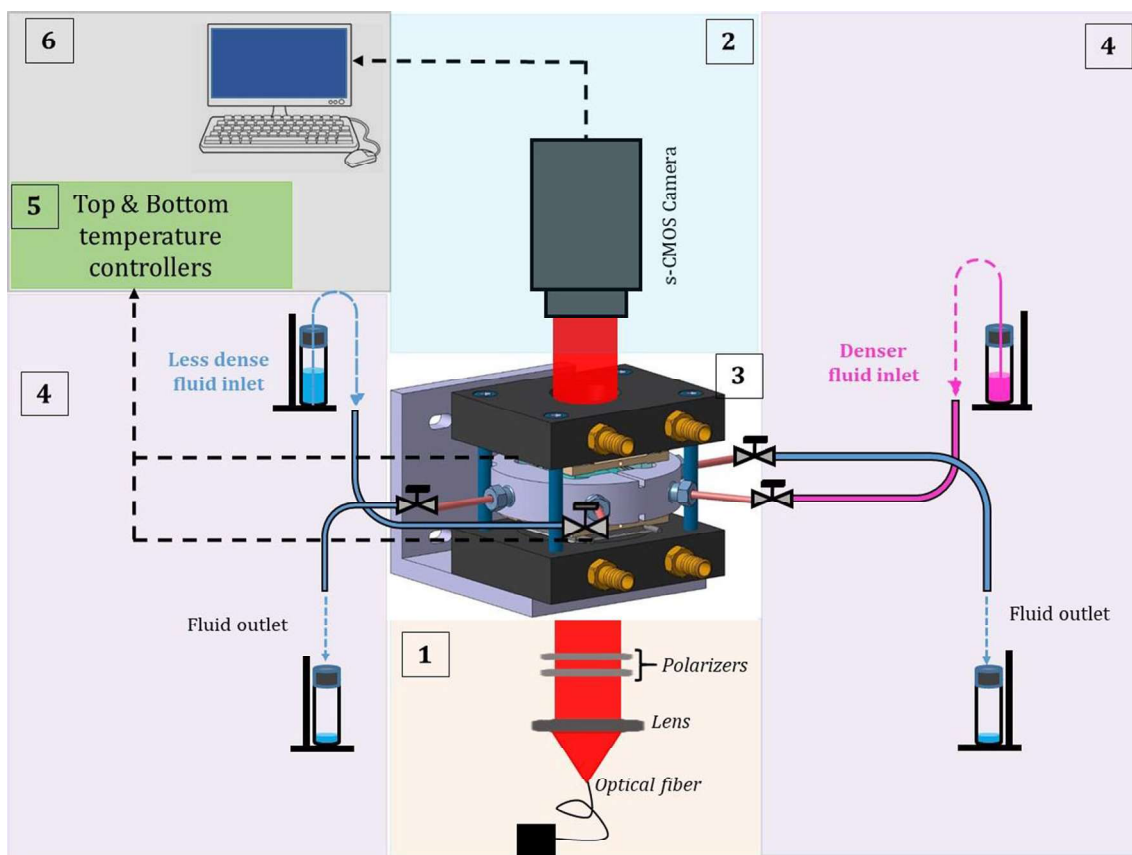 6
2
4
5
Top & Bottom
temperature
controllers
s-CMOS Camera
Less dense
fluid inlet
Denser
fluid inlet
3
4
Fluid outlet
Fluid outlet
1
Polarizers
Lens
Optical fiber